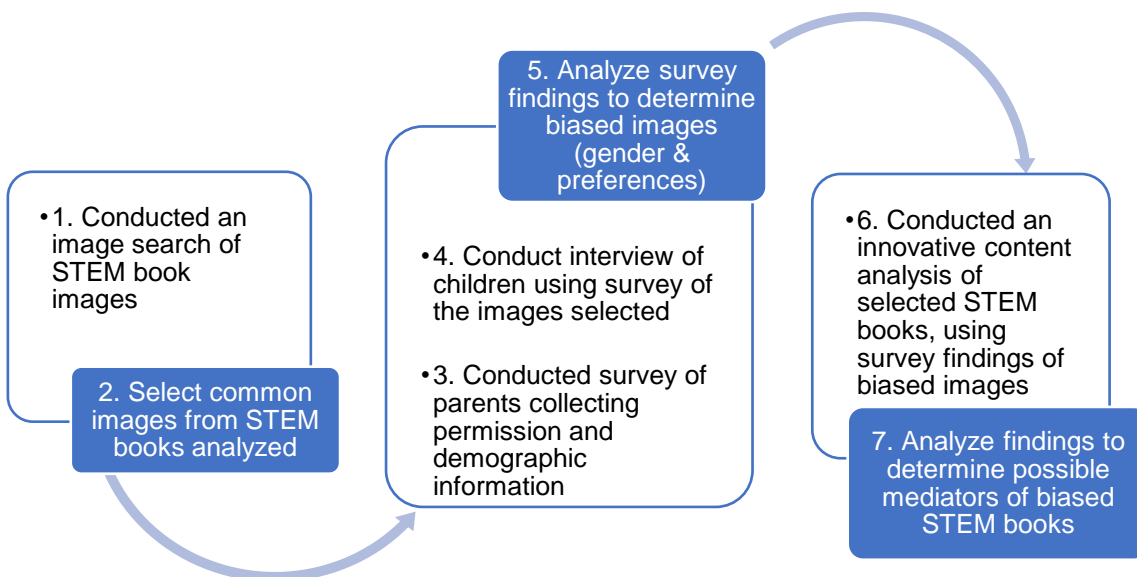 •1. Conducted an
image search of
STEM book
images
2. Select common
images from STEM
books analyzed
5. Analyze survey
findings to determine
biased images
(gender &
preferences)
•4. Conduct interview of
children using survey of
the images selected
•3. Conducted survey of
parents collecting
permission and
demographic
information
•6. Conducted an
innovative content
analysis of
selected STEM
books, using
survey findings of
biased images
7. Analyze findings to
determine possible
mediators of biased
STEM books